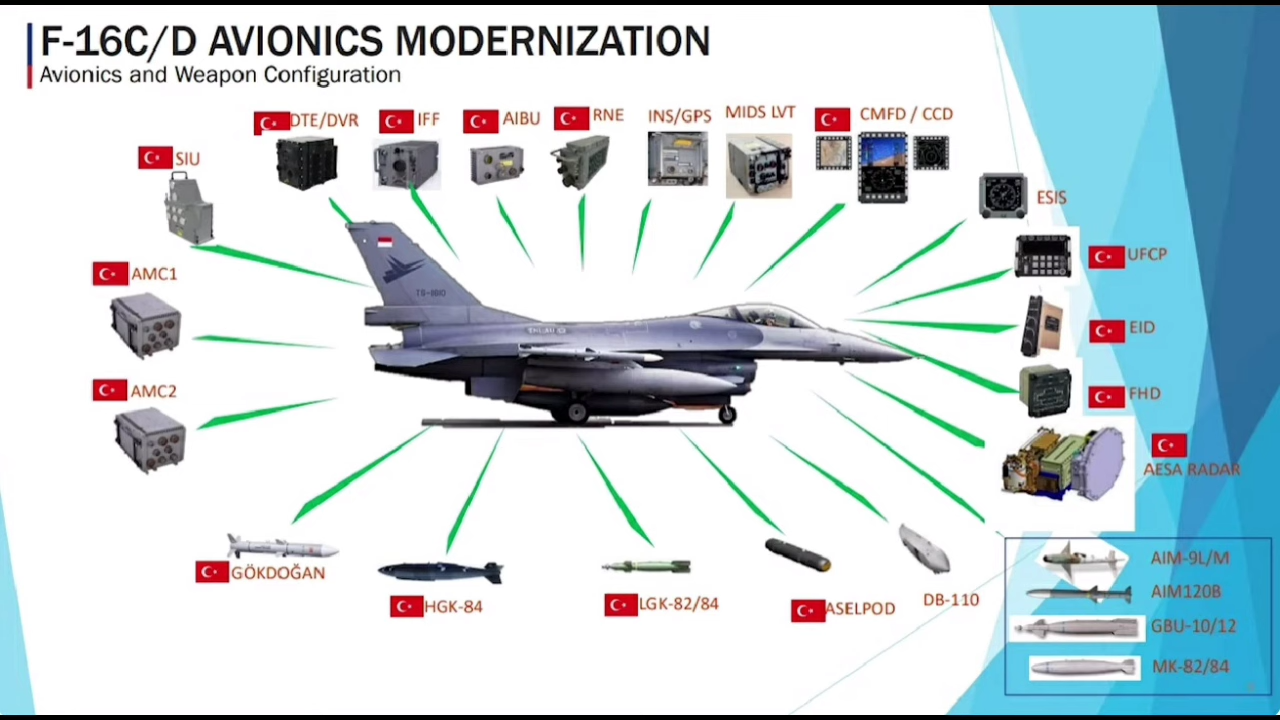 F-16C/D AVIONICS MODERNIZATION
Avionics and Weapon Configuration
DTE/DVR
IFF
AIBU
RNE
INS/GPS
MIDS LVT
CMFD / CCD
SIU
ESIS
UFCP
AMC1
EID
AMC2
FHD
AESA RADAR
GÖKDOĞAN
HGK-84
LGK-82/84
ASELPOD
DB-110
AIM-9L/M
AIM120B
GBU-10/12
MK-82/84